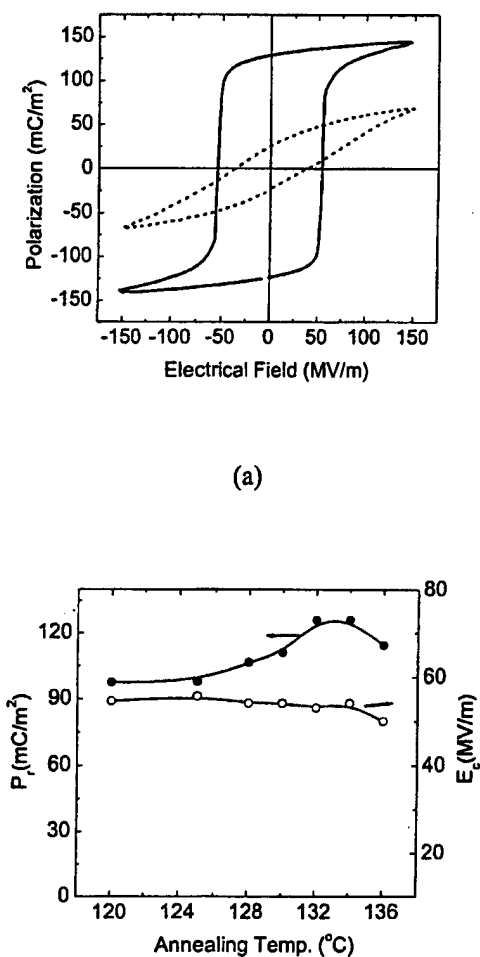 Polarization (mC/m²)
150
100
50
0
-50
-100
-150
-150 -100 -50 0 50 100 150
Electrical Field (MV/m)
(a)
Pr(mC/m²)
120
90
60
30
0
80
60
40
20
Ec(MV/m)
120 124 128 132 136
Annealing Temp. (°C)